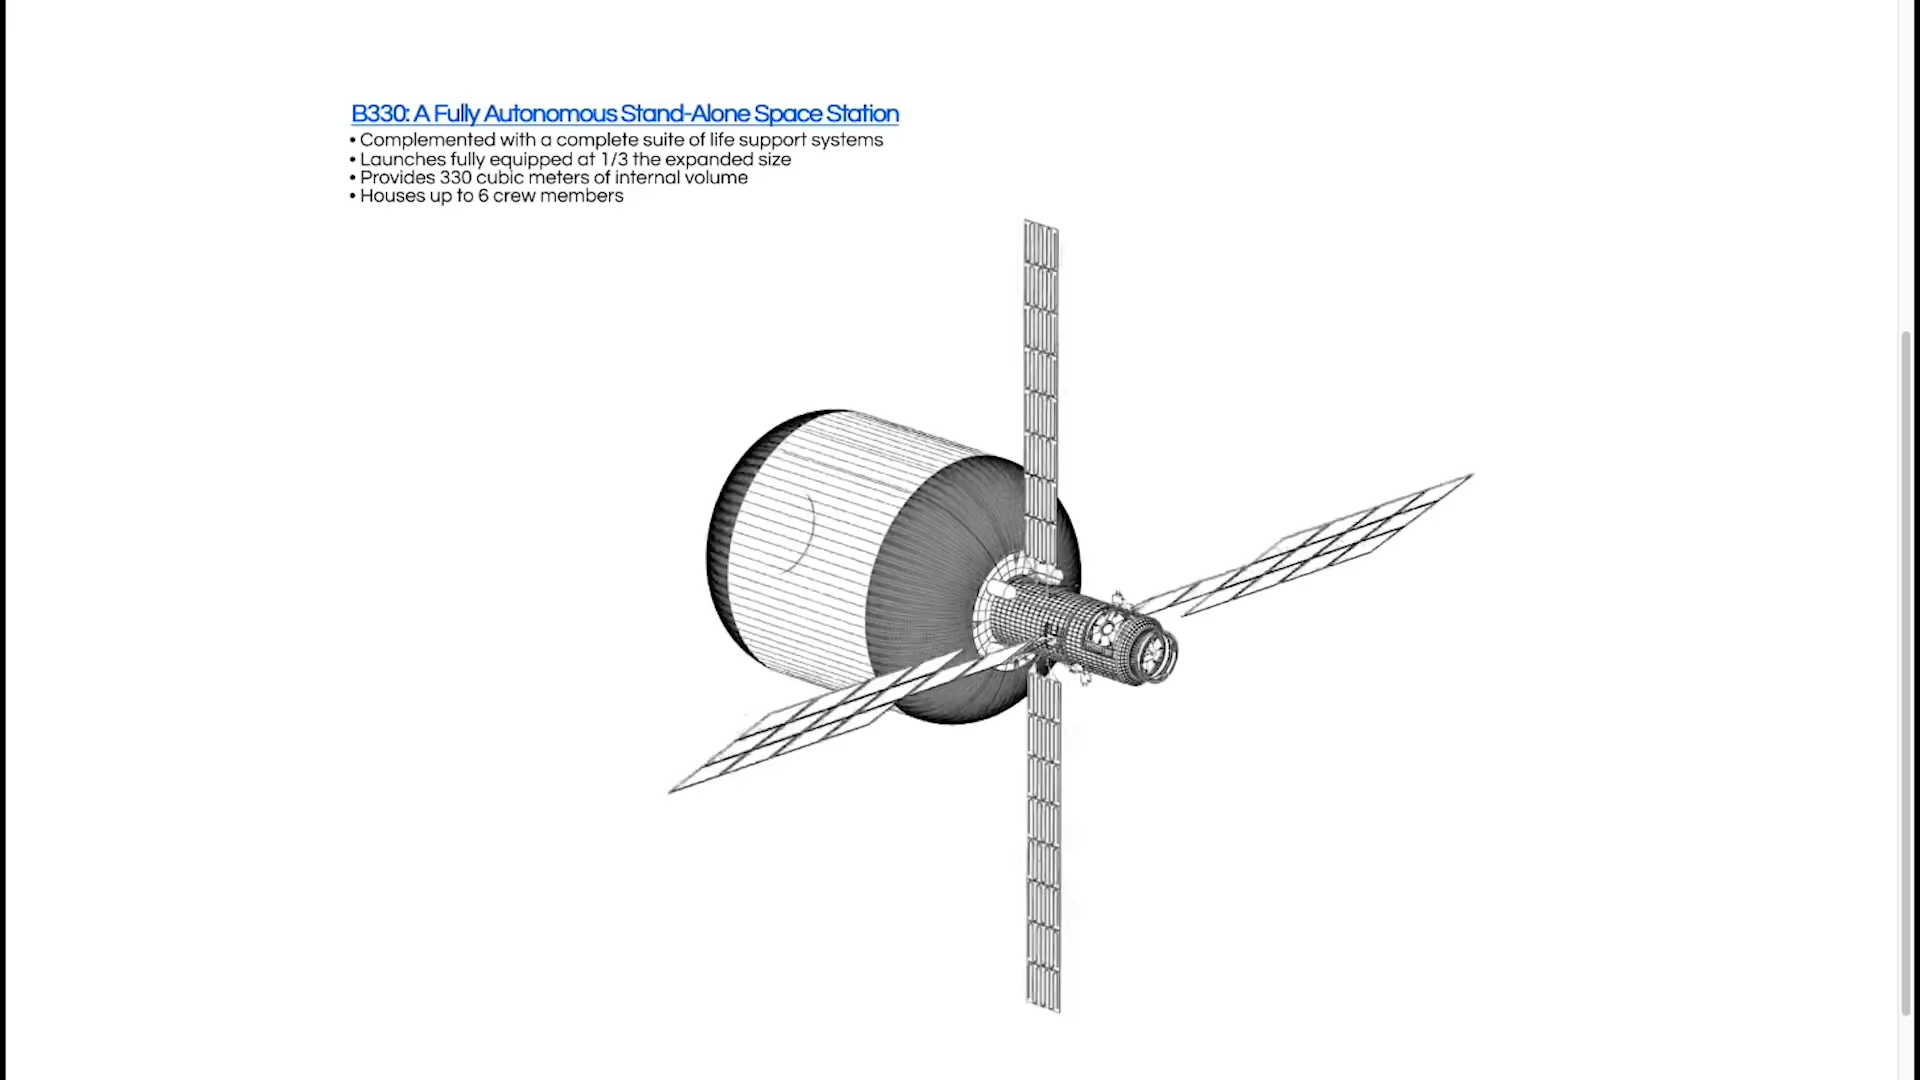 B330: A Fully Autonomous Stand-Alone Space Station
• Complemented with a complete suite of life support systems
• Launches fully equipped at 1/3 the expanded size
• Provides 330 cubic meters of internal volume
• Houses up to 6 crew members